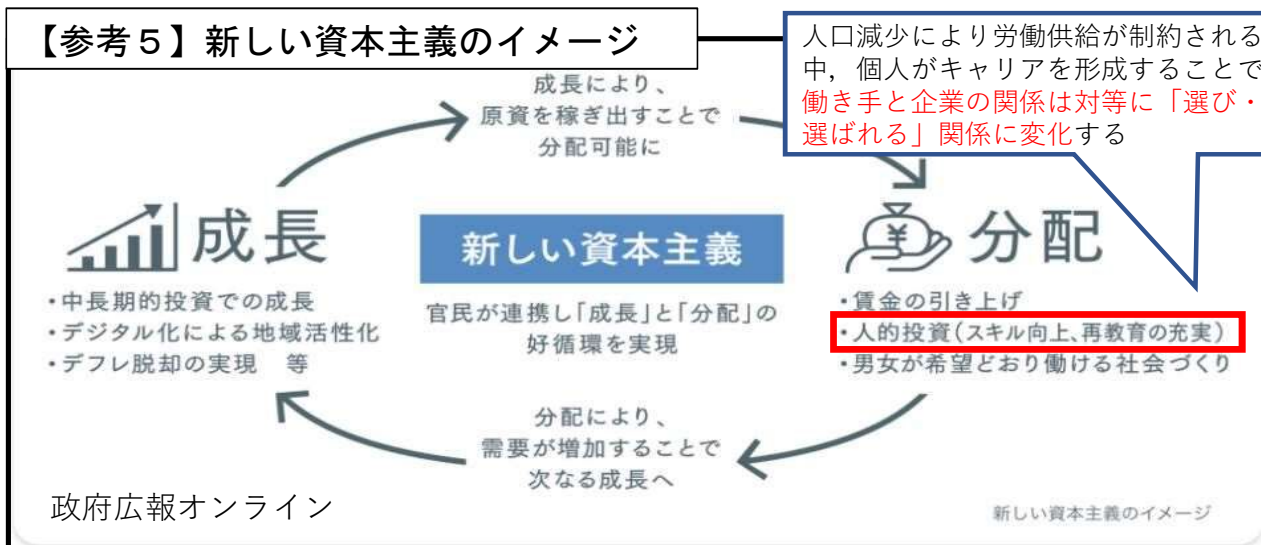 【参考５】新しい資本主義のイメージ
人口減少により労働供給が制約される
中，個人がキャリアを形成することで
働き手と企業の関係は対等に「選び・
選ばれる」関係に変化する
成長により、
原資を稼ぎ出すことで
分配可能に
成長
・中長期的投資での成長
・デジタル化による地域活性化
・デフレ脱却の実現　等
新しい資本主義
官民が連携し「成長」と「分配」の
好循環を実現
¥
分配
・賃金の引き上げ
・人的投資（スキル向上、再教育の充実）
・男女が希望どおり働ける社会づくり
分配により、
需要が増加することで
次なる成長へ
政府広報オンライン
新しい資本主義のイメージ